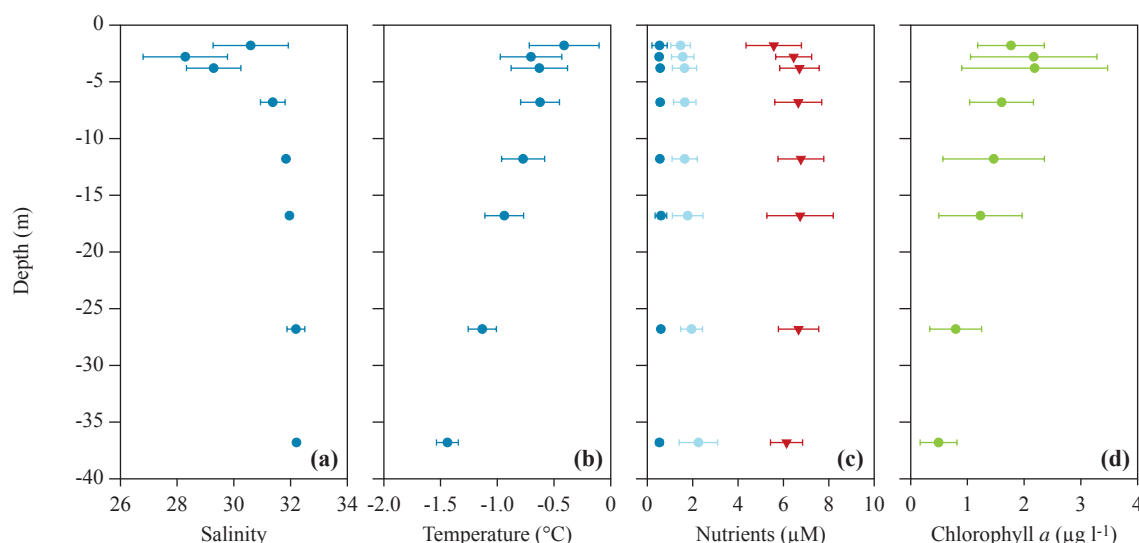 0
-5
-10
-15
-20
-25
-30
-35
-40
Depth (m)
(a) (b) (c) (d)
26 28 30 32 34 -2.0 -1.5 -1.0 -0.5 0 0 2 4 6 8 10 0 1 2 3 4
Salinity Temperature (°C) Nutrients (µM) Chlorophyll a (µg l⁻¹)